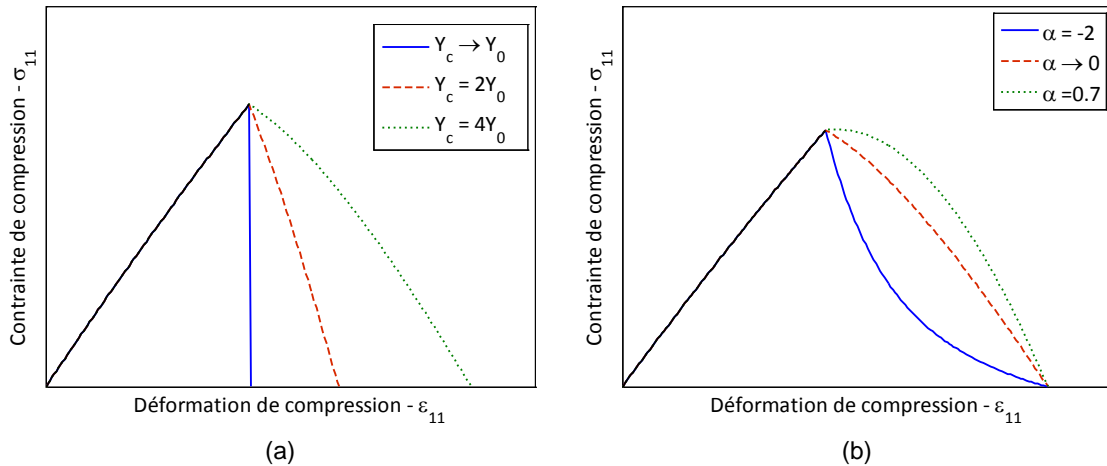 Y_c → Y_0
Y_c = 2Y_0
Y_c = 4Y_0
Contrainte de compression - σ_11
Déformation de compression - ε_11
(a)
α = -2
α → 0
α =0.7
Contrainte de compression - σ_11
Déformation de compression - ε_11
(b)